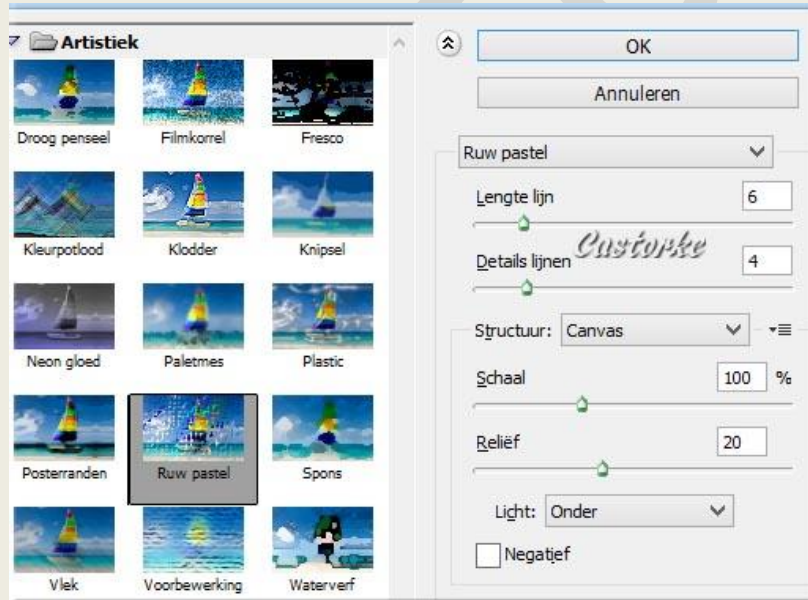 Artistiek
Droog penseel
Filmkorrel
Fresco
Kleurpotlood
Klodder
Knipsel
Neon gloed
Paletmes
Plastic
Posterranden
Ruw pastel
Spons
Vlek
Voorbewerking
Waterverf
OK
Annuleren
Ruw pastel
Lengte lijn 6
Castorke
Details lijnen 4
Structuur: Canvas
Schaal 100 %
Reliëf 20
Licht: Onder
Negatief